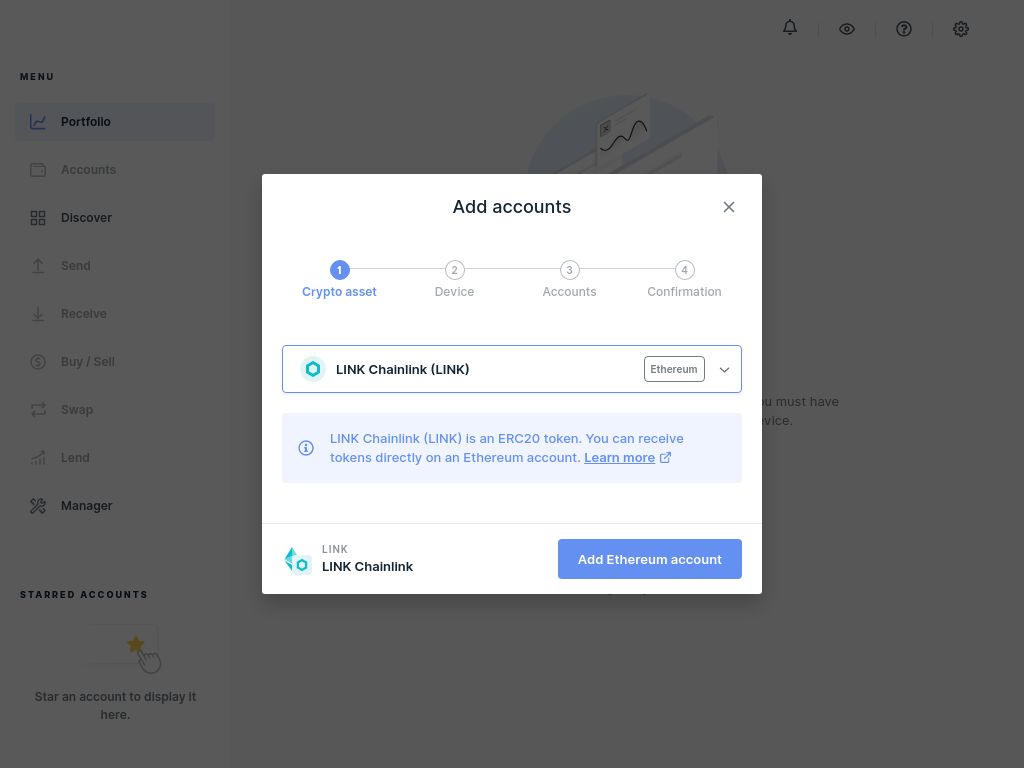 MENU
Portfolio
Accounts
Discover
Send
Receive
Buy / Sell
Swap
Lend
Manager
STARRED ACCOUNTS
Star an account to display it
here.
must have
Add accounts
1
2
3
4
Crypto asset
Device
Accounts
Confirmation
LINK Chainlink (LINK)
Ethereum
LINK Chainlink (LINK) is an ERC20 token. You can receive
tokens directly on an Ethereum account. Learn more
LINK
LINK Chainlink
Add Ethereum account